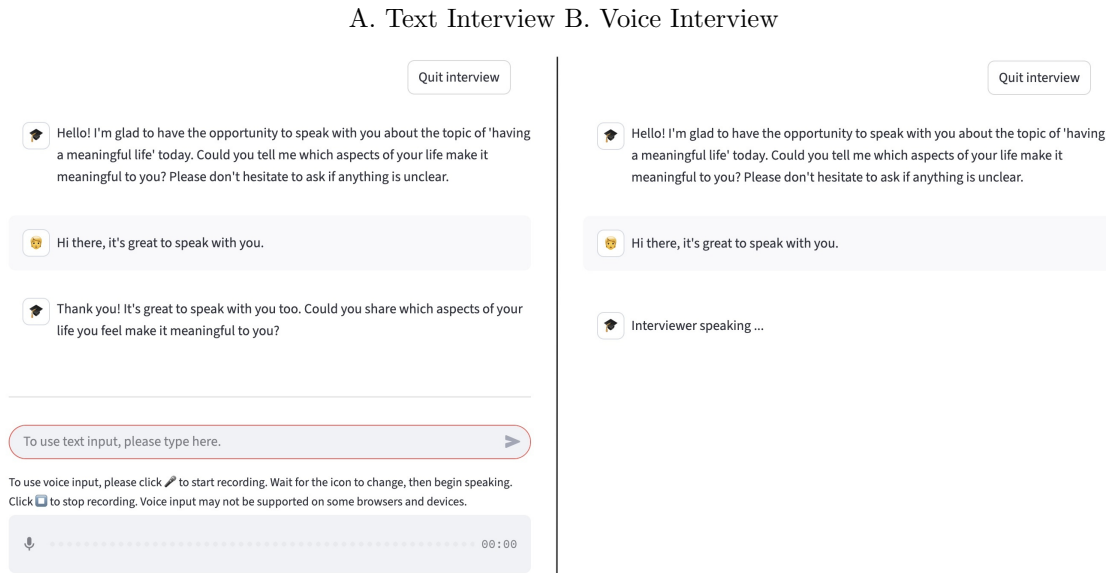 A. Text Interview B. Voice Interview
Quit interview
Hello! I'm glad to have the opportunity to speak with you about the topic of 'having
a meaningful life' today. Could you tell me which aspects of your life make it
meaningful to you? Please don't hesitate to ask if anything is unclear.
Hi there, it's great to speak with you.
Thank you! It's great to speak with you too. Could you share which aspects of your
life you feel make it meaningful to you?
To use text input, please type here.
To use voice input, please click 🎤 to start recording. Wait for the icon to change, then begin speaking.
Click ⏹️ to stop recording. Voice input may not be supported on some browsers and devices.
00:00
Quit interview
Hello! I'm glad to have the opportunity to speak with you about the topic of 'having
a meaningful life' today. Could you tell me which aspects of your life make it
meaningful to you? Please don't hesitate to ask if anything is unclear.
Hi there, it's great to speak with you.
Interviewer speaking ...